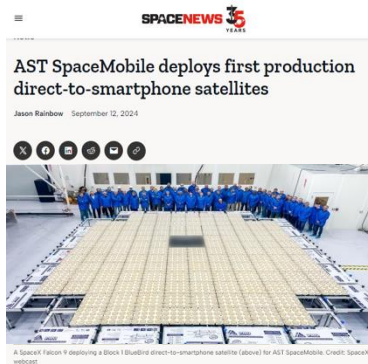 SPACENEWS 35
YEARS
AST SpaceMobile deploys first production
direct-to-smartphone satellites
Jason Rainbow September 12, 2024
A SpaceX Falcon 9 deploying a Block 1 BlueBird direct-to-smartphone satellite (above) for AST SpaceMobile. Credit: SpaceX
webcast